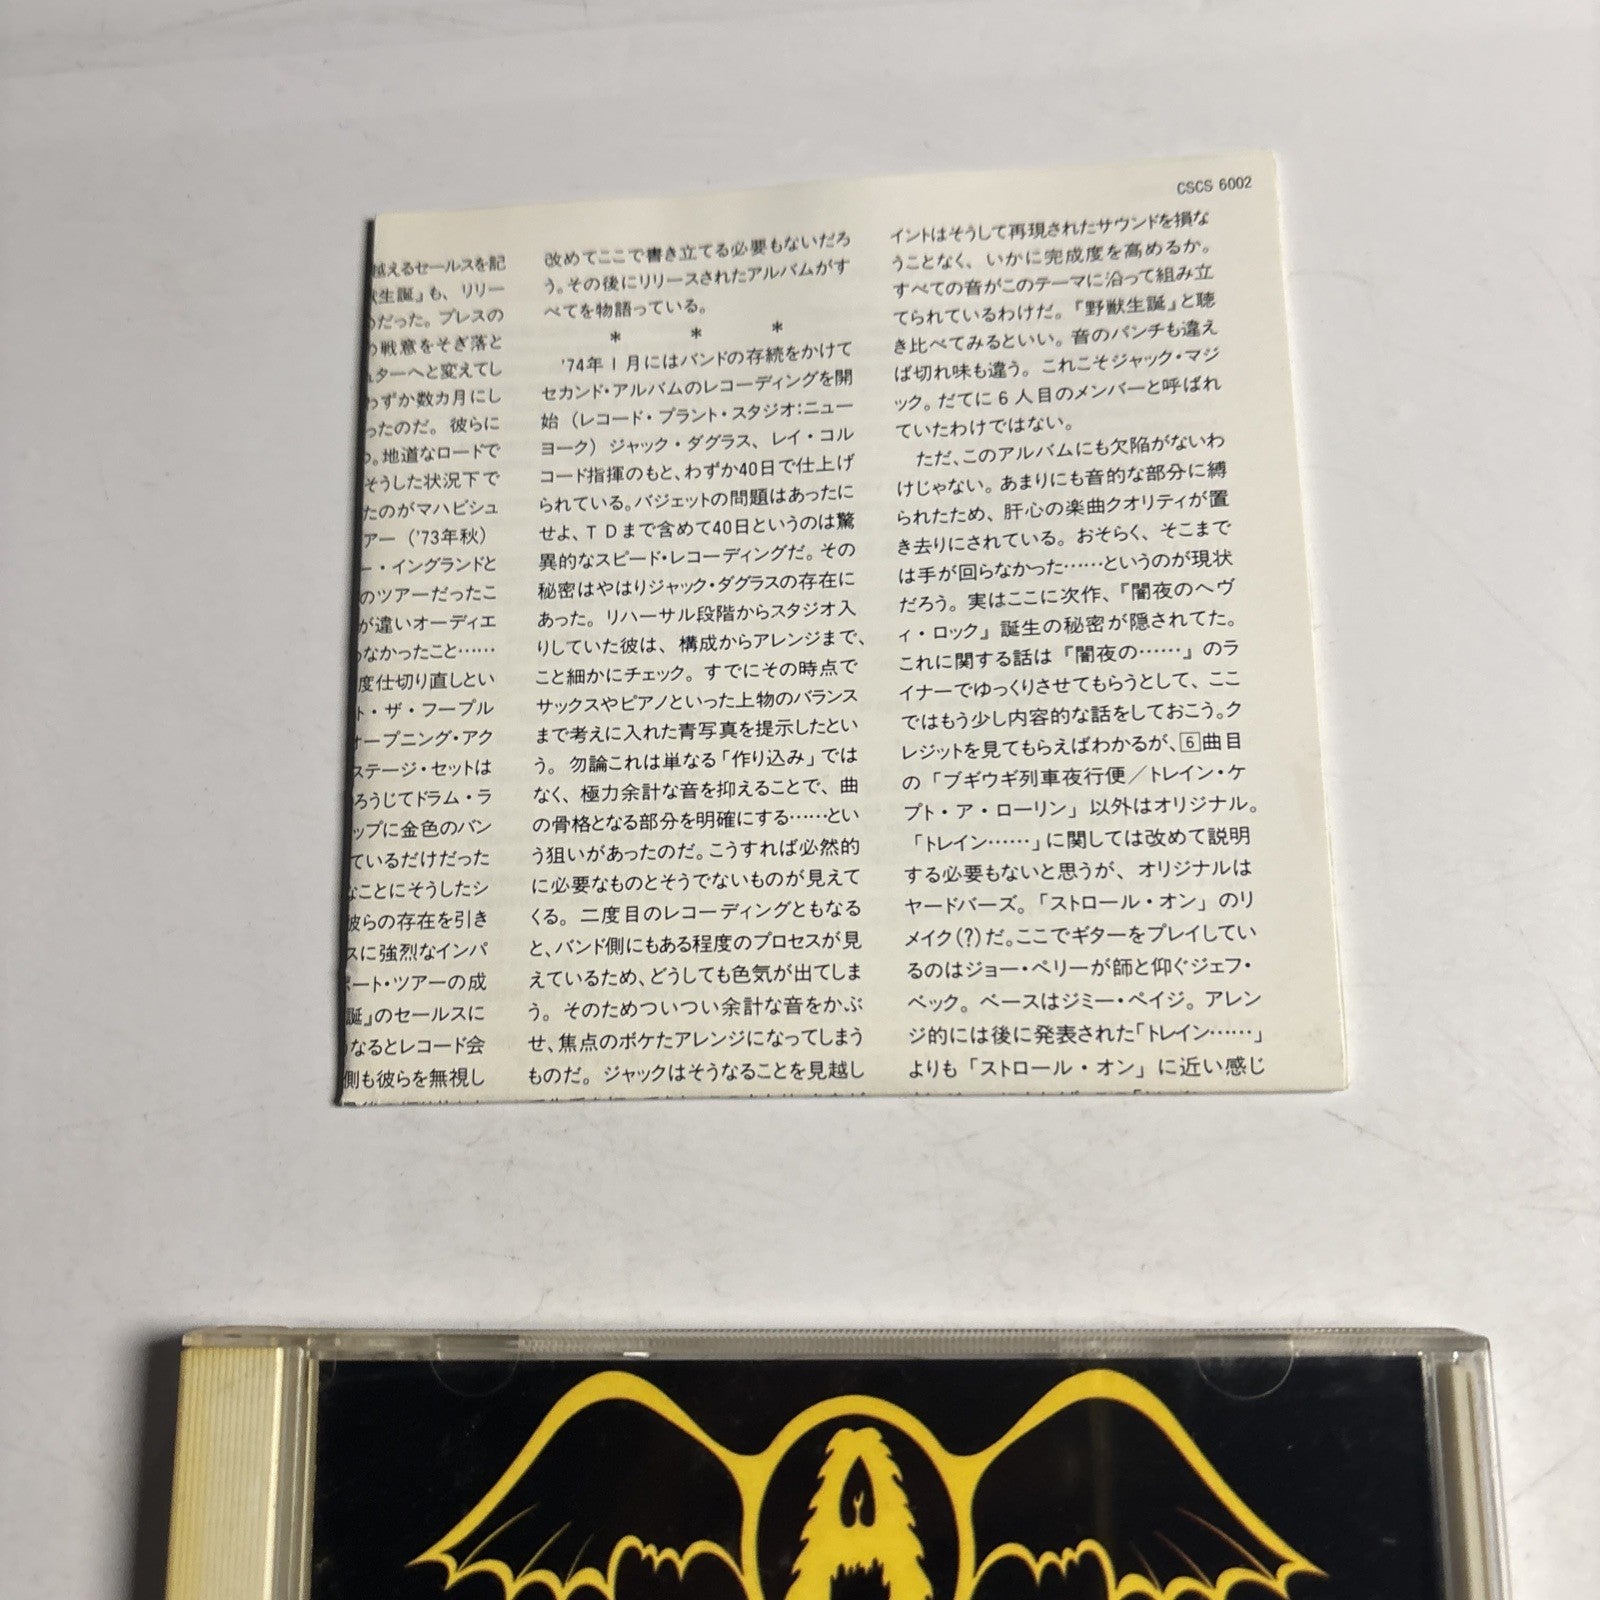 CSCS 6002
越えるセールスを記
生誕」も、リリー
だった。プレスの
戦意をそぎ落と
ターへと変えてし
わずか数カ月にし
ったのだ。彼らに
。地道なロードで
そうした状況下で
たのがマハビシュ
アー（'73年秋）
ー・イングランドと
のツアーだったこ
が違いオーディエ
なかったこと……
度仕切り直しとい
ト・ザ・フープル
オープニング・アク
ステージ・セットは
ろうじてドラム・ラ
ップに金色のバン
ているだけだった
なことにそうしたシ
彼らの存在を引き
スに強烈なインパ
ポート・ツアーの成
誕』のセールスに
なるとレコード会
側も彼らを無視し
改めてここで書き立てる必要もないだろ
う。その後にリリースされたアルバムがす
べてを物語っている。
＊　＊　＊
'74年1月にはバンドの存続をかけて
セカンド・アルバムのレコーディングを開
始（レコード・プラント・スタジオ：ニュー
ヨーク）ジャック・ダグラス、レイ・コル
コード指揮のもと、わずか40日で仕上げ
られている。バジェットの問題はあったに
せよ、TDまで含めて40日というのは驚
異的なスピード・レコーディングだ。その
秘密はやはりジャック・ダグラスの存在に
あった。リハーサル段階からスタジオ入
りしていた彼は、構成からアレンジまで、
こと細かにチェック。すでにその時点で
サックスやピアノといった上物のバランス
まで考えに入れた青写真を提示したとい
う。勿論これは単なる「作り込み」では
なく、極力余計な音を抑えることで、曲
の骨格となる部分を明確にする……とい
う狙いがあったのだ。こうすれば必然的
に必要なものとそうでないものが見えて
くる。二度目のレコーディングともなる
と、バンド側にもある程度のプロセスが見
えているため、どうしても色気が出てしま
う。そのためついつい余計な音をかぶ
せ、焦点のボケたアレンジになってしまう
ものだ。ジャックはそうなることを見越し
イントはそうして再現されたサウンドを損な
うことなく、いかに完成度を高めるか。
すべての音がこのテーマに沿って組み立
てられているわけだ。『野獣生誕』と聴
き比べてみるといい。音のパンチも違え
ば切れ味も違う。これこそジャック・マジ
ック。だてに6人目のメンバーと呼ばれ
ていたわけではない。
ただ、このアルバムにも欠陥がないわ
けじゃない。あまりにも音的な部分に縛
られたため、肝心の楽曲クオリティが置
き去りにされている。おそらく、そこまで
は手が回らなかった……というのが現状
だろう。実はここに次作、『闇夜のヘヴ
ィ・ロック』誕生の秘密が隠されてた。
これに関する話は『闇夜の……』のラ
イナーでゆっくりさせてもらうとして、ここ
ではもう少し内容的な話をしておこう。ク
レジットを見てもらえばわかるが、6曲目
の「ブギウギ列車夜行便／トレイン・ケ
プト・ア・ローリン」以外はオリジナル。
「トレイン……」に関しては改めて説明
する必要もないと思うが、オリジナルは
ヤードバーズ。「ストロール・オン」のリ
メイク(?)だ。ここでギターをプレイしてい
るのはジョー・ペリーが師と仰ぐジェフ・
ベック。ベースはジミー・ペイジ。アレン
ジ的には後に発表された「トレイン……」
よりも「ストロール・オン」に近い感じ